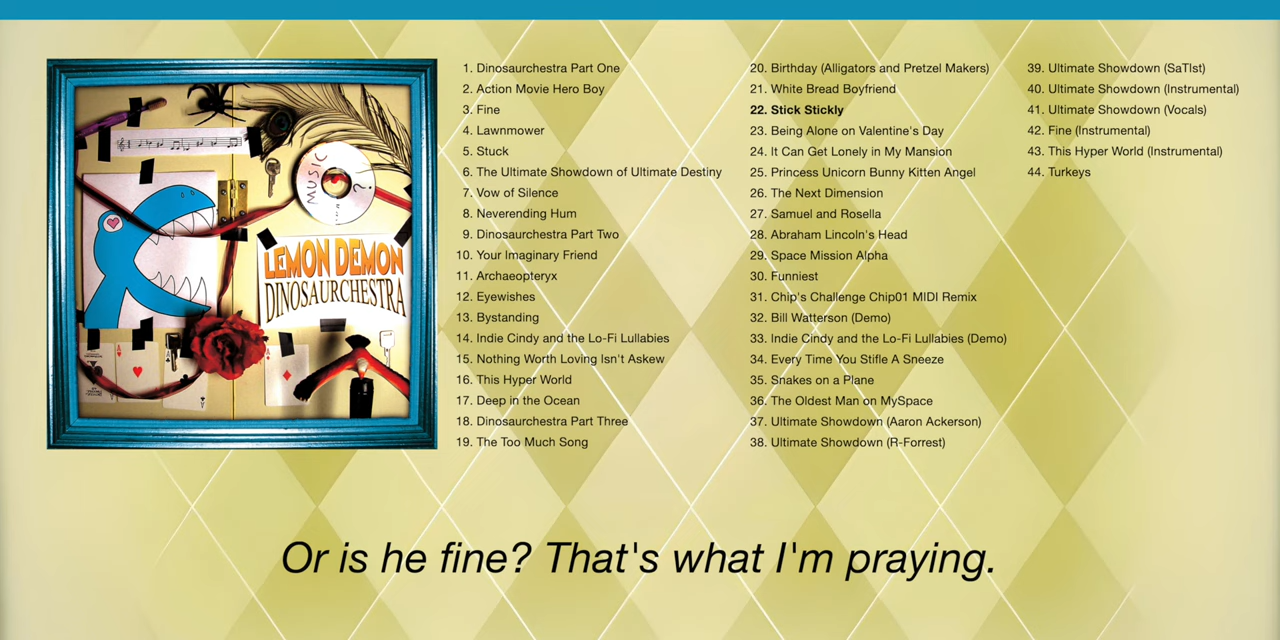 MUSIC
LEMON DEMON
DINOSAURCHESTRA
1. Dinosaurchestra Part One
2. Action Movie Hero Boy
3. Fine
4. Lawnmower
5. Stuck
6. The Ultimate Showdown of Ultimate Destiny
7. Vow of Silence
8. Neverending Hum
9. Dinosaurchestra Part Two
10. Your Imaginary Friend
11. Archaeopteryx
12. Eyewishes
13. Bystanding
14. Indie Cindy and the Lo-Fi Lullabies
15. Nothing Worth Loving Isn't Askew
16. This Hyper World
17. Deep in the Ocean
18. Dinosaurchestra Part Three
19. The Too Much Song
20. Birthday (Alligators and Pretzel Makers)
21. White Bread Boyfriend
22. Stick Stickly
23. Being Alone on Valentine's Day
24. It Can Get Lonely in My Mansion
25. Princess Unicorn Bunny Kitten Angel
26. The Next Dimension
27. Samuel and Rosella
28. Abraham Lincoln's Head
29. Space Mission Alpha
30. Funniest
31. Chip's Challenge Chip01 MIDI Remix
32. Bill Watterson (Demo)
33. Indie Cindy and the Lo-Fi Lullabies (Demo)
34. Every Time You Stifle A Sneeze
35. Snakes on a Plane
36. The Oldest Man on MySpace
37. Ultimate Showdown (Aaron Ackerson)
38. Ultimate Showdown (R-Forrest)
39. Ultimate Showdown (SaTIst)
40. Ultimate Showdown (Instrumental)
41. Ultimate Showdown (Vocals)
42. Fine (Instrumental)
43. This Hyper World (Instrumental)
44. Turkeys
Or is he fine? That's what I'm praying.